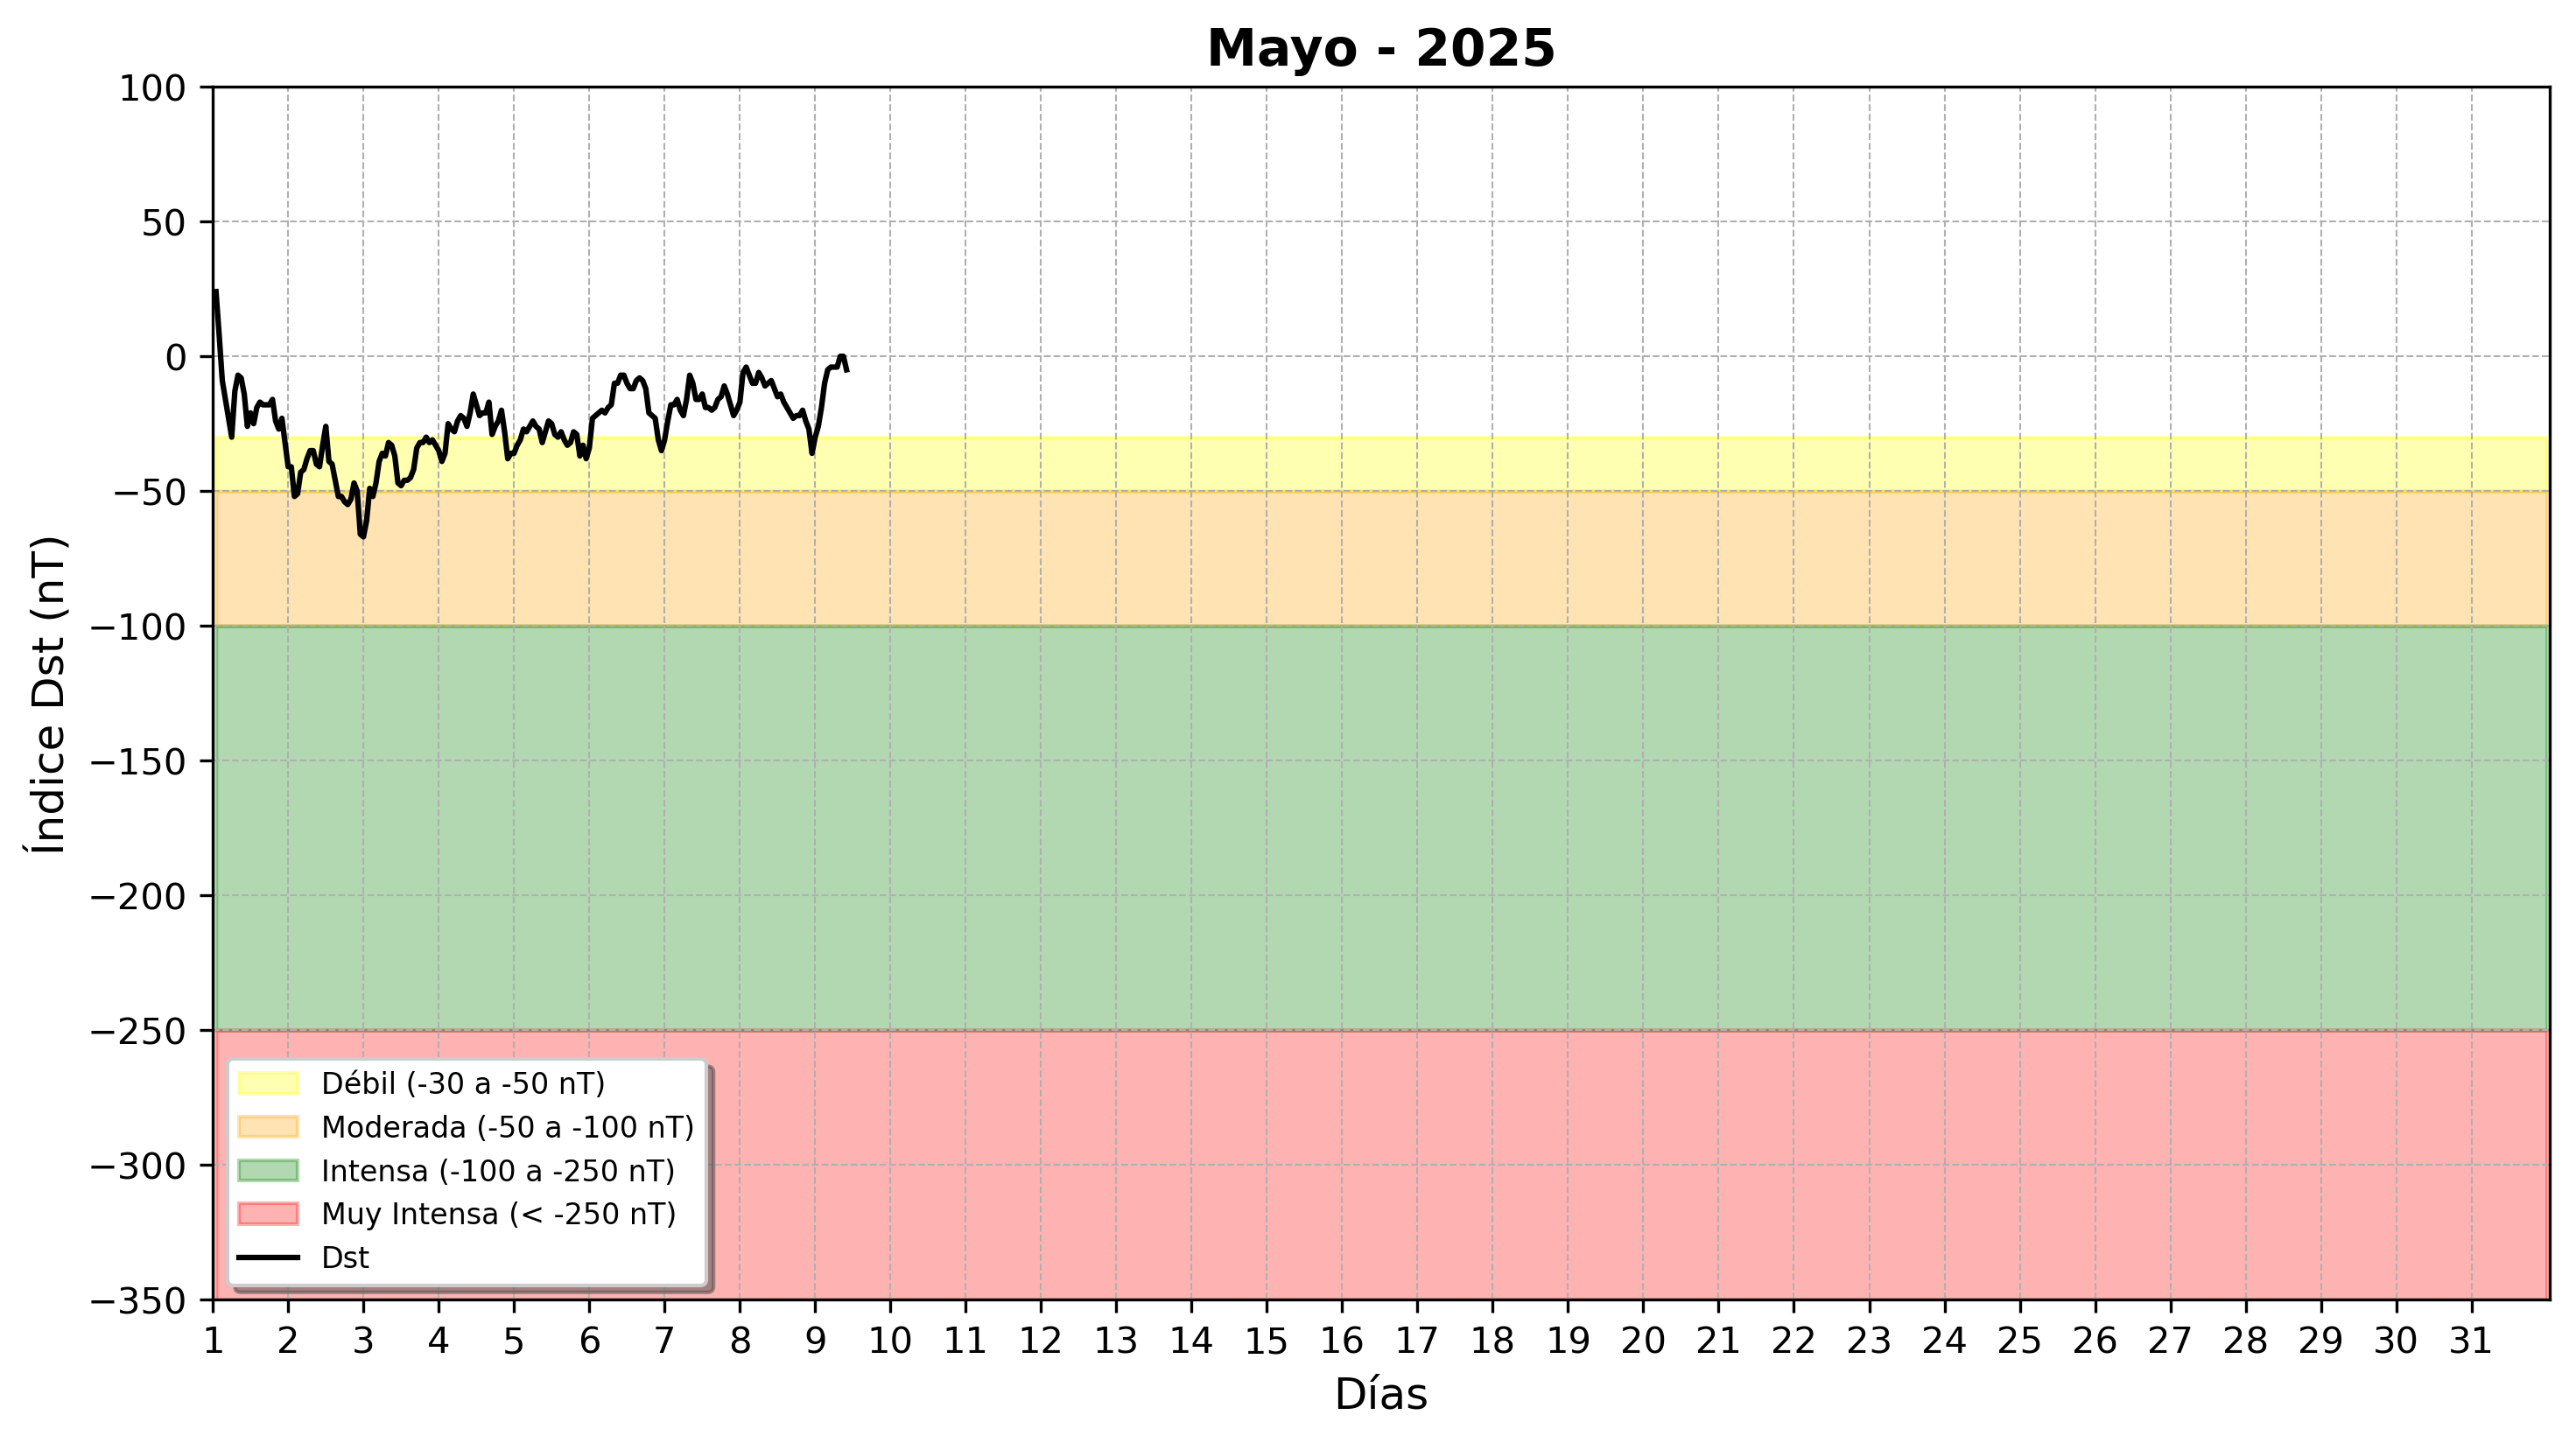 Mayo - 2025
100
50
0
−50
−100
−150
−200
−250
−300
−350
Índice Dst (nT)
Débil (-30 a -50 nT)
Moderada (-50 a -100 nT)
Intensa (-100 a -250 nT)
Muy Intensa (< -250 nT)
Dst
1 2 3 4 5 6 7 8 9 10 11 12 13 14 15 16 17 18 19 20 21 22 23 24 25 26 27 28 29 30 31
Días